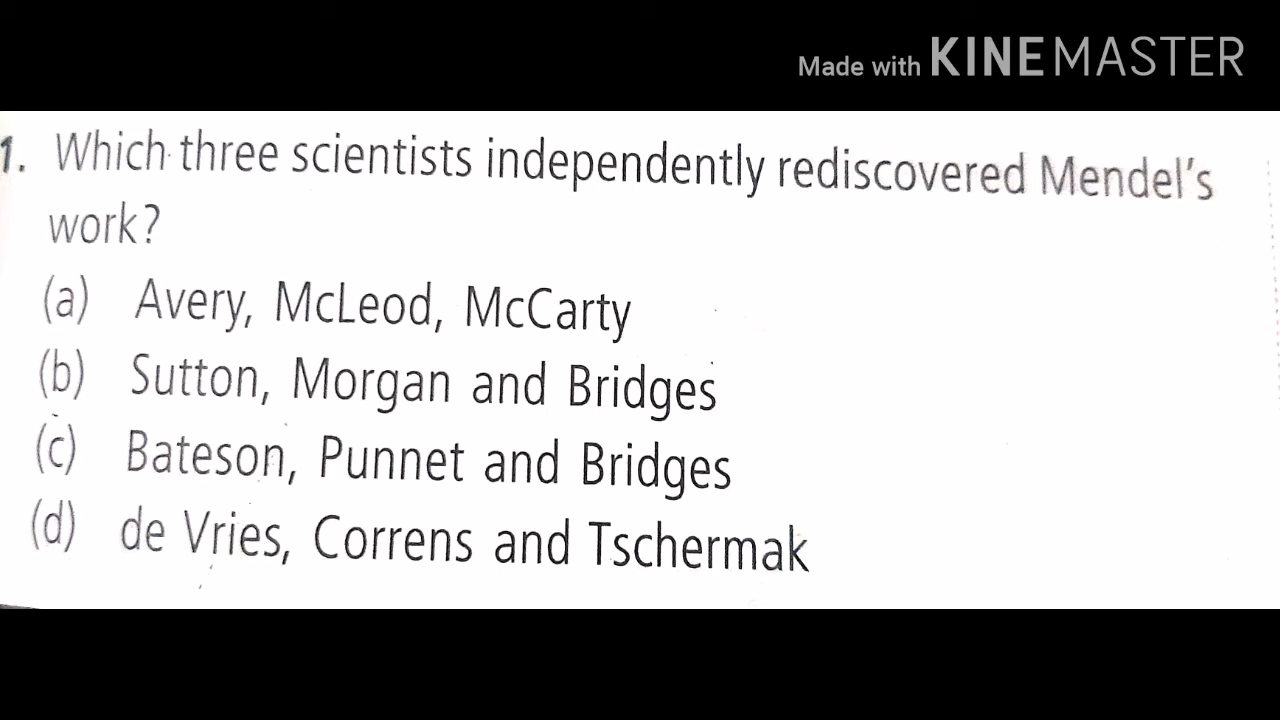 Made with KINEMASTER
1. Which three scientists independently rediscovered Mendel's
work?
(a) Avery, McLeod, McCarty
(b) Sutton, Morgan and Bridges
(c) Bateson, Punnet and Bridges
(d) de Vries, Correns and Tschermak